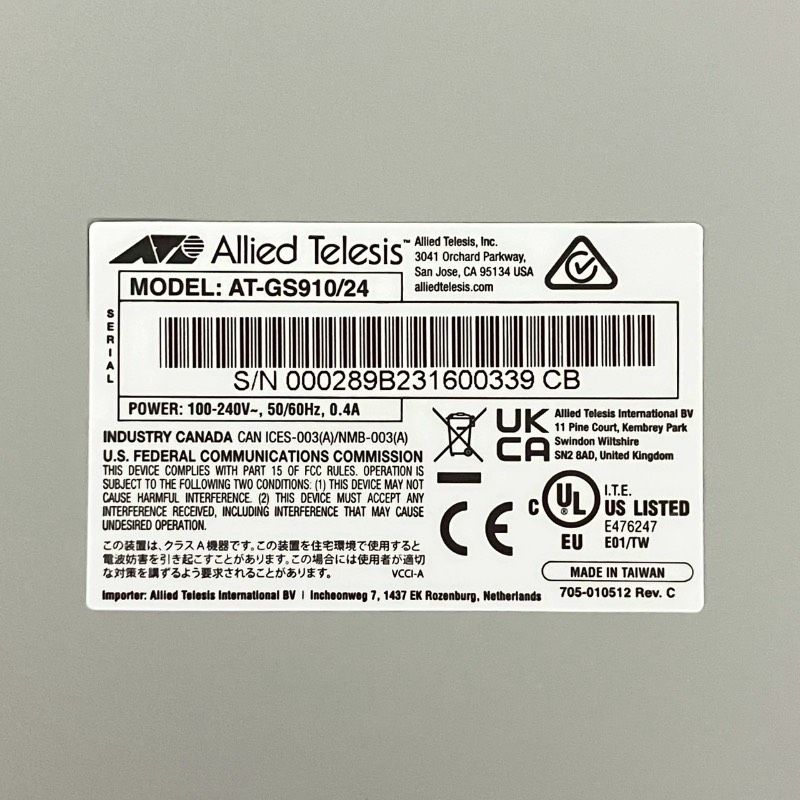 Allied Telesis™
Allied Telesis, Inc.
3041 Orchard Parkway,
San Jose, CA 95134 USA
alliedtelesis.com
MODEL: AT-GS910/24
SERIAL
S/N 000289B231600339 CB
POWER: 100-240V~, 50/60Hz, 0.4A
INDUSTRY CANADA CAN ICES-003(A)/NMB-003(A)
U.S. FEDERAL COMMUNICATIONS COMMISSION
THIS DEVICE COMPLIES WITH PART 15 OF FCC RULES. OPERATION IS
SUBJECT TO THE FOLLOWING TWO CONDITIONS: (1) THIS DEVICE MAY NOT
CAUSE HARMFUL INTERFERENCE. (2) THIS DEVICE MUST ACCEPT ANY
INTERFERENCE RECEIVED, INCLUDING INTERFERENCE THAT MAY CAUSE
UNDESIRED OPERATION.
この装置は、クラスA機器です。この装置を住宅環境で使用すると
電波妨害を引き起こすことがあります。この場合には使用者が適切
な対策を講ずるよう要求されることがあります。 VCCI-A
UK
CA
Allied Telesis International BV
11 Pine Court, Kembrey Park
Swindon Wiltshire
SN2 8AD, United Kingdom
CE
C UL ® EU
I.T.E.
US LISTED
E476247
E01/TW
MADE IN TAIWAN
Importer: Allied Telesis International BV | Incheonweg 7, 1437 EK Rozenburg, Netherlands
705-010512 Rev. C